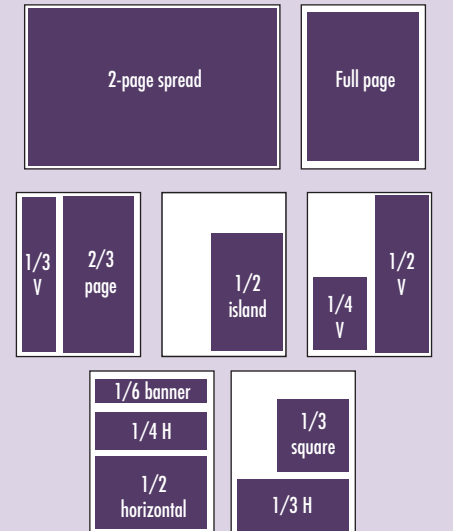 2-page spread
Full page
1/3
V
2/3
page
1/2
island
1/4
V
1/2
V
1/6 banner
1/4 H
1/2
horizontal
1/3
square
1/3 H